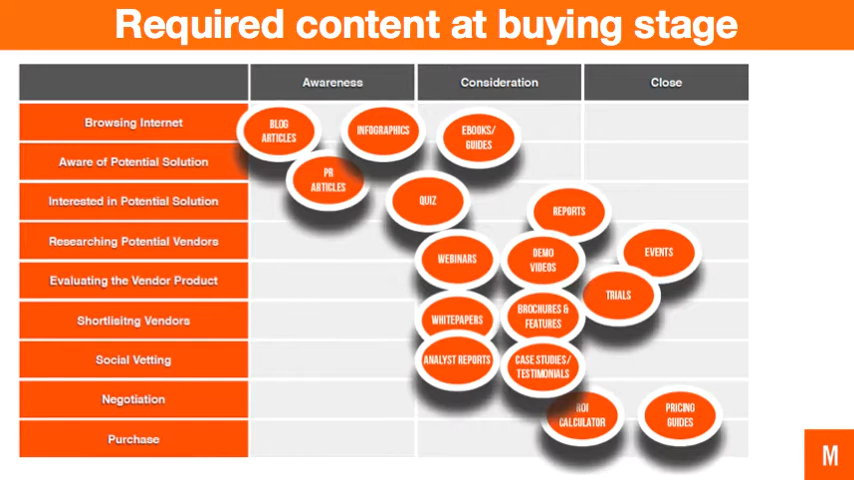 Required content at buying stage
Awareness
Consideration
Close
Browsing Internet
Aware of Potential Solution
Interested in Potential Solution
Researching Potential Vendors
Evaluating the Vendor Product
Shortlisitng Vendors
Social Vetting
Negotiation
Purchase
BLOG
ARTICLES
INFOGRAPHICS
EBOOKS/
GUIDES
PR
ARTICLES
QUIZ
REPORTS
WEBINARS
DEMO
VIDEOS
EVENTS
TRIALS
WHITEPAPERS
BROCHURES &
FEATURES
ANALYST REPORTS
CASE STUDIES/
TESTIMONIALS
ROI
CALCULATOR
PRICING
GUIDES
M